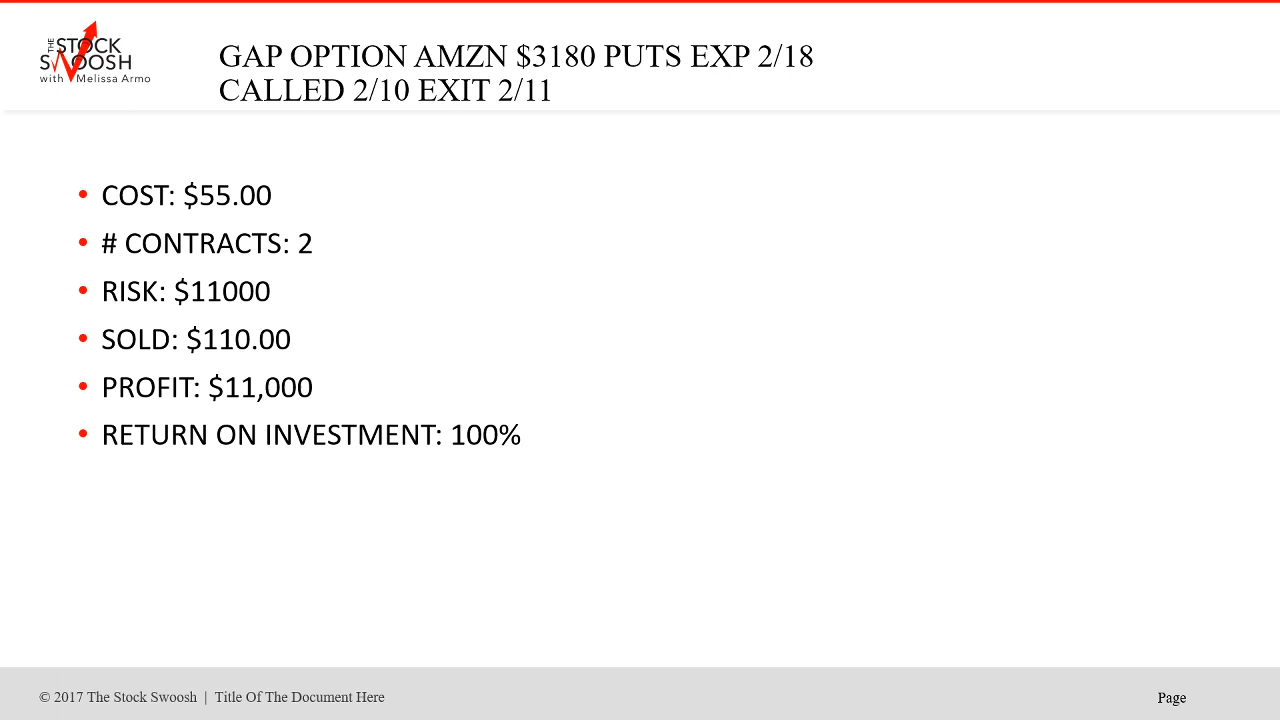 THE STOCK
SWOOSH
with Melissa Armo
GAP OPTION AMZN $3180 PUTS EXP 2/18
CALLED 2/10 EXIT 2/11
• COST: $55.00
• # CONTRACTS: 2
• RISK: $11000
• SOLD: $110.00
• PROFIT: $11,000
• RETURN ON INVESTMENT: 100%
© 2017 The Stock Swoosh | Title Of The Document Here
Page